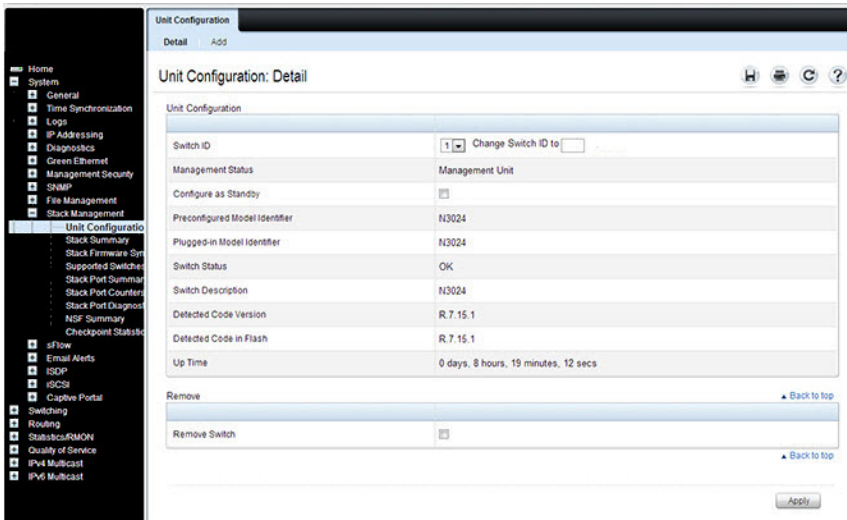 Unit Configuration
Detail Add
Home
System
General
Time Synchronization
Logs
IP Addressing
Diagnostics
Green Ethernet
Management Security
SNMP
File Management
Stack Management
Unit Configuratio
Stack Summary
Stack Firmware Syn
Supported Switches
Stack Port Summar
Stack Port Counters
Stack Port Diagnost
NSF Summary
Checkpoint Statistic
sFlow
Email Alerts
ISDP
iSCSI
Captive Portal
Switching
Routing
Statistics/RMON
Quality of Service
IPv4 Multicast
IPv6 Multicast
Unit Configuration: Detail
Unit Configuration
Switch ID 1 Change Switch ID to
Management Status Management Unit
Configure as Standby
Preconfigured Model Identifier N3024
Plugged-in Model Identifier N3024
Switch Status OK
Switch Description N3024
Detected Code Version R.7.15.1
Detected Code in Flash R.7.15.1
Up Time 0 days, 8 hours, 19 minutes, 12 secs
Remove Back to top
Remove Switch
Back to top
Apply